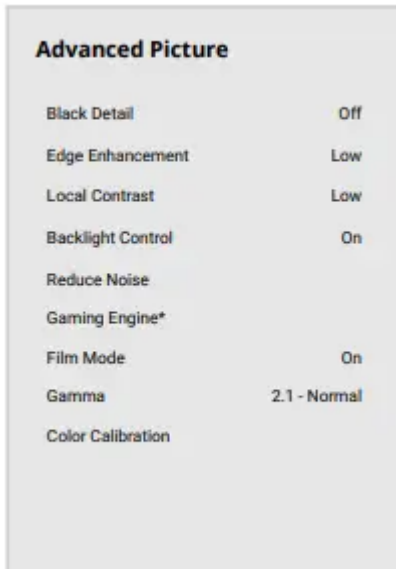 Advanced Picture
Black Detail Off
Edge Enhancement Low
Local Contrast Low
Backlight Control On
Reduce Noise
Gaming Engine*
Film Mode On
Gamma 2.1 - Normal
Color Calibration